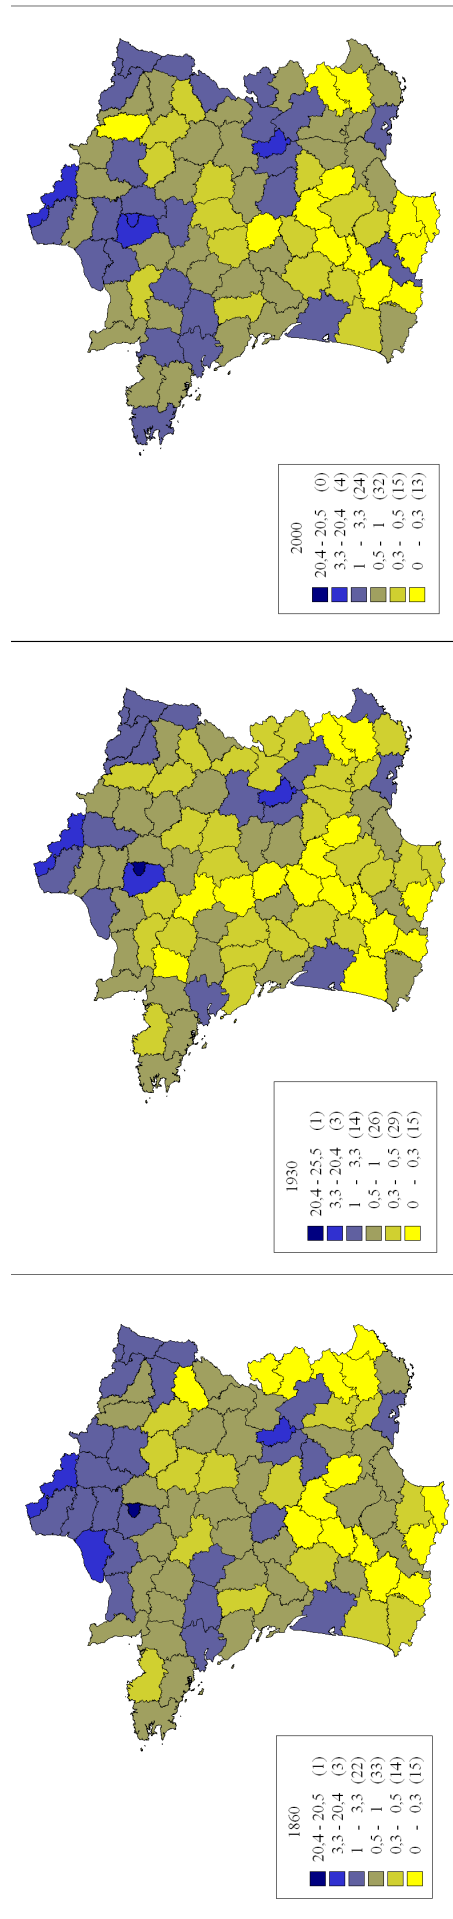 1860
20,4 - 20,5 (1)
3,3 - 20,4 (3)
1 - 3,3 (22)
0,5 - 1 (33)
0,3 - 0,5 (14)
0 - 0,3 (15)
1930
20,4 - 25,5 (1)
3,3 - 20,4 (3)
1 - 3,3 (14)
0,5 - 1 (26)
0,3 - 0,5 (29)
0 - 0,3 (15)
2000
20,4 - 20,5 (0)
3,3 - 20,4 (4)
1 - 3,3 (24)
0,5 - 1 (32)
0,3 - 0,5 (15)
0 - 0,3 (13)